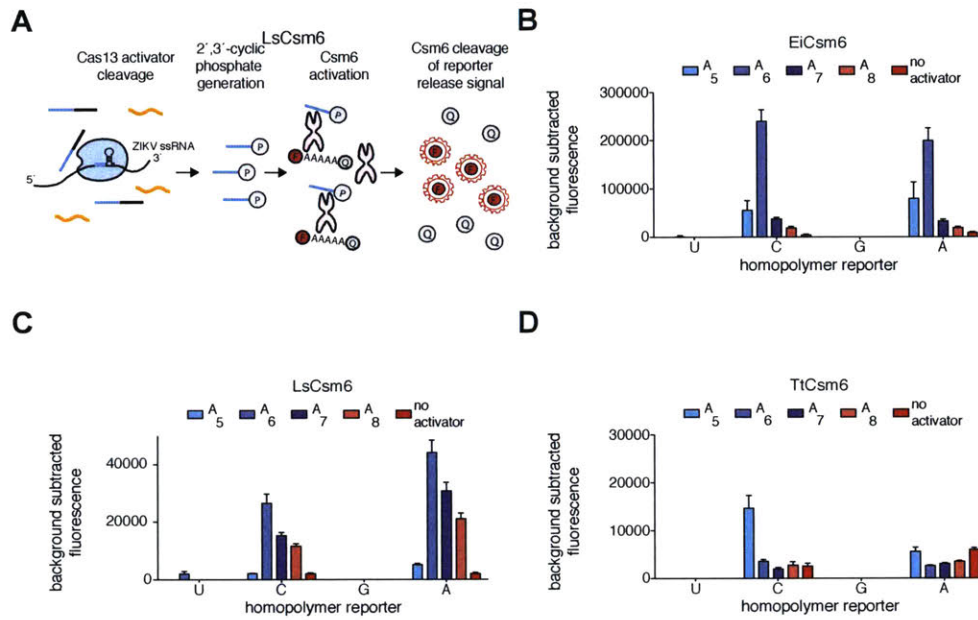 A
LsCsm6
Cas13 activator
cleavage
2´,3´-cyclic
phosphate
generation
Csm6
activation
Csm6 cleavage
of reporter
release signal
ZIKV ssRNA
5´
3´
P
P
P
P
F AAAAA Q
P
F AAAAA Q
Q
Q
Q
Q
Q
Q
F
F
F
F
B
EiCsm6
A5 A6 A7 A8 no activator
background subtracted
fluorescence
300000
200000
100000
0
U C G A
homopolymer reporter
C
LsCsm6
A5 A6 A7 A8 no activator
background subtracted
fluorescence
40000
20000
0
U C G A
homopolymer reporter
D
TtCsm6
A5 A6 A7 A8 no activator
background subtracted
fluorescence
30000
20000
10000
0
U C G A
homopolymer reporter